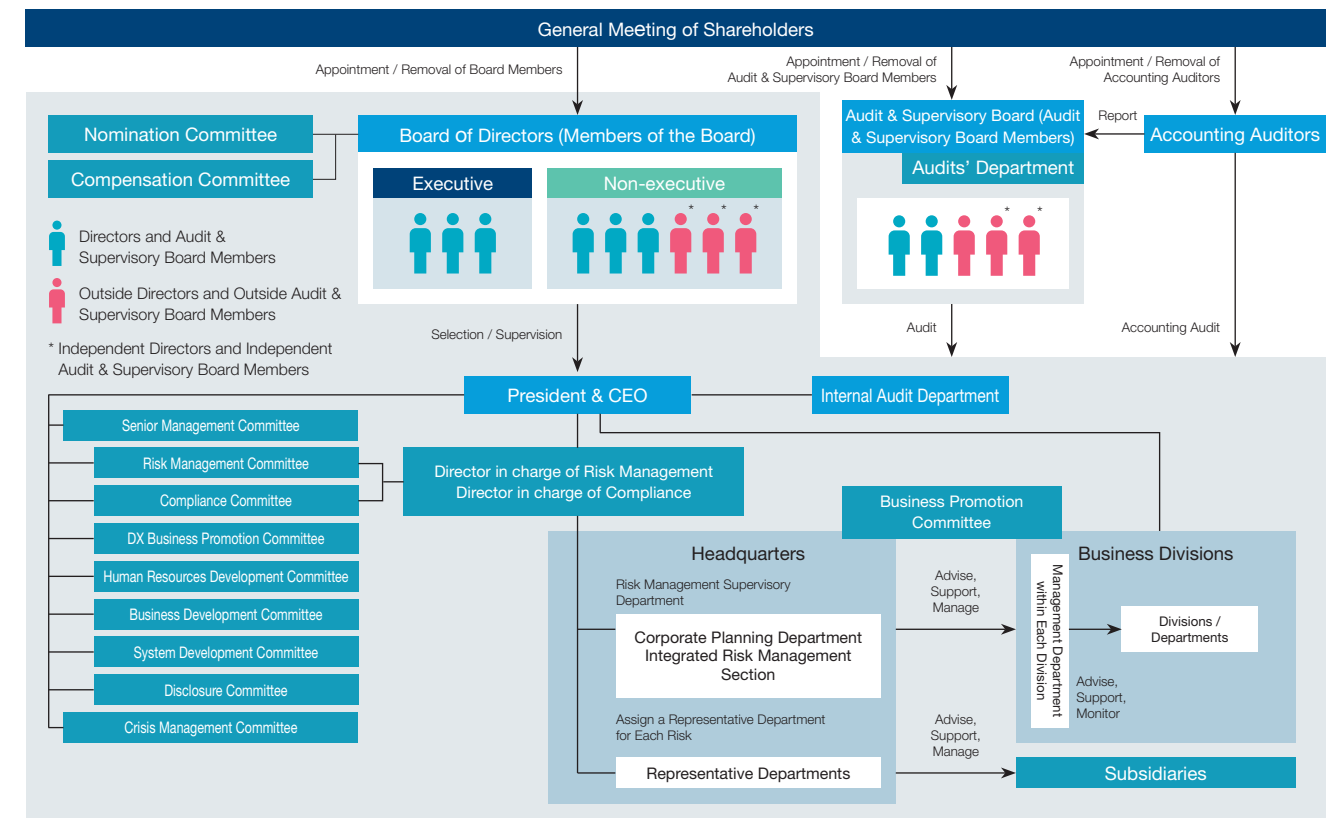 General Meeting of Shareholders
Appointment / Removal of Board Members
Appointment / Removal of
Audit & Supervisory Board Members
Appointment / Removal of
Accounting Auditors
Nomination Committee
Compensation Committee
Board of Directors (Members of the Board)
Executive
Non-executive
* * *
Audit & Supervisory Board (Audit
& Supervisory Board Members)
Audits' Department
* *
Report
Accounting Auditors
Directors and Audit &
Supervisory Board Members
Outside Directors and Outside Audit &
Supervisory Board Members
* Independent Directors and Independent
Audit & Supervisory Board Members
Selection / Supervision
Audit
Accounting Audit
President & CEO
Internal Audit Department
Senior Management Committee
Risk Management Committee
Compliance Committee
DX Business Promotion Committee
Human Resources Development Committee
Business Development Committee
System Development Committee
Disclosure Committee
Crisis Management Committee
Director in charge of Risk Management
Director in charge of Compliance
Business Promotion
Committee
Headquarters
Risk Management Supervisory
Department
Corporate Planning Department
Integrated Risk Management
Section
Assign a Representative Department
for Each Risk
Representative Departments
Advise,
Support,
Manage
Advise,
Support,
Manage
Business Divisions
Management Department
within Each Division
Divisions /
Departments
Advise,
Support,
Monitor
Subsidiaries